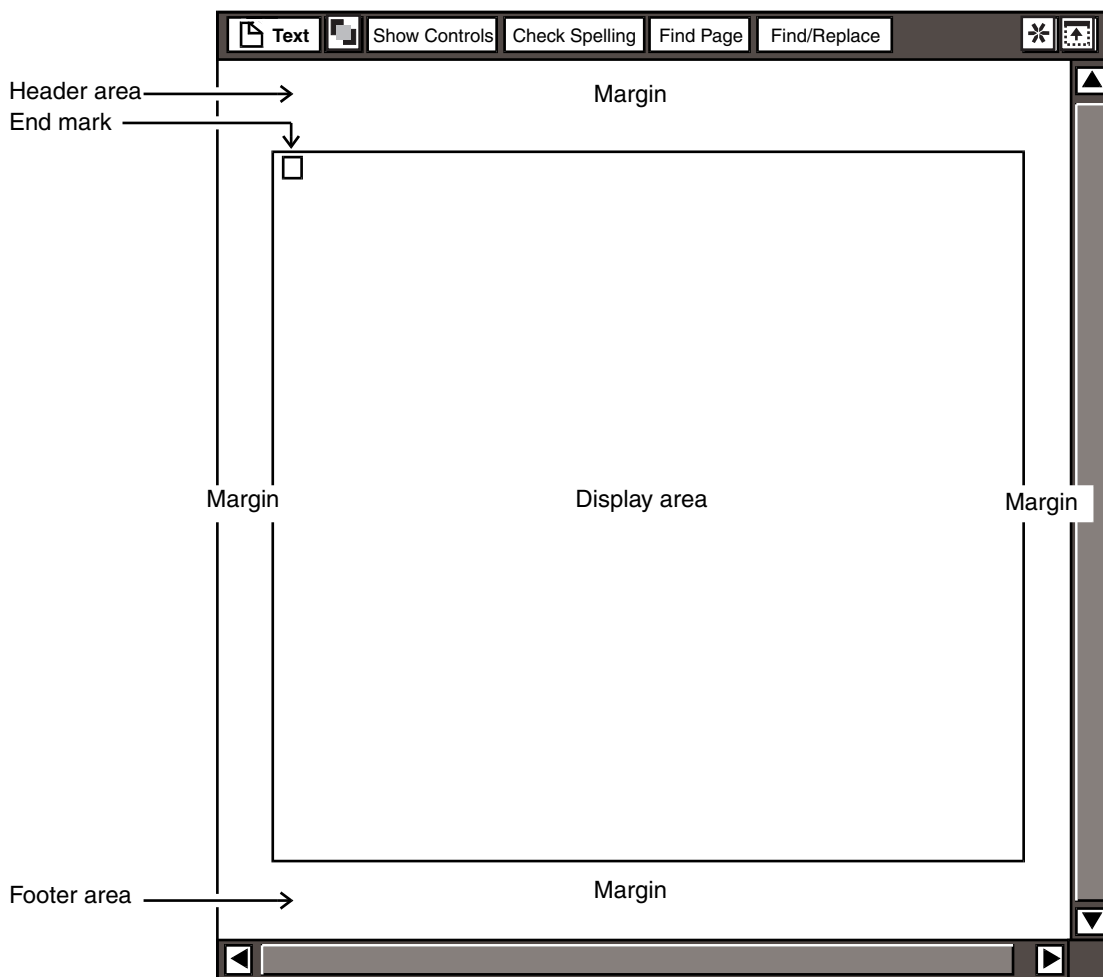 Text Show Controls Check Spelling Find Page Find/Replace
Header area Margin
End mark
Margin Display area Margin
Footer area Margin